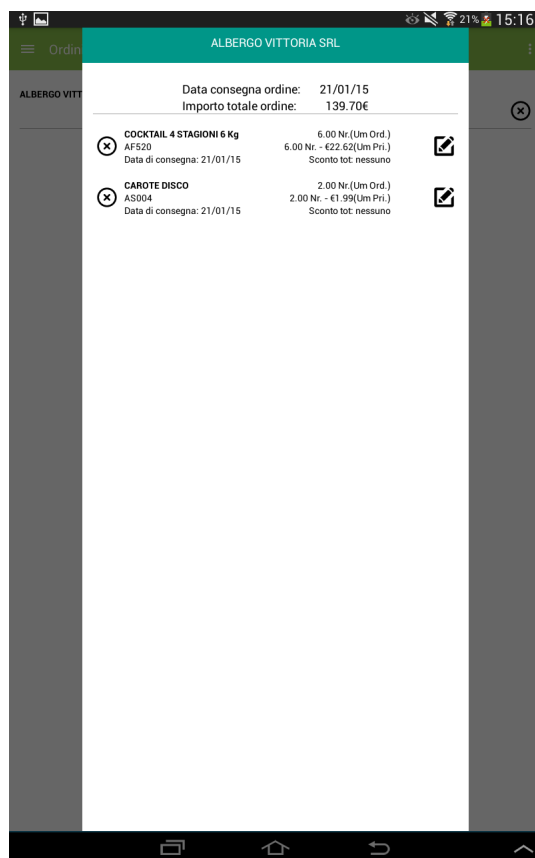 21% 15:16
Ordin
ALBERGO VITTORIA SRL
ALBERGO VITT
Data consegna ordine: 21/01/15
Importo totale ordine: 139.70€
COCKTAIL 4 STAGIONI 6 Kg 6.00 Nr.(Um Ord.)
AF520 6.00 Nr. - €22.62(Um Pri.)
Data di consegna: 21/01/15 Sconto tot: nessuno
CAROTE DISCO 2.00 Nr.(Um Ord.)
AS004 2.00 Nr. - €1.99(Um Pri.)
Data di consegna: 21/01/15 Sconto tot: nessuno